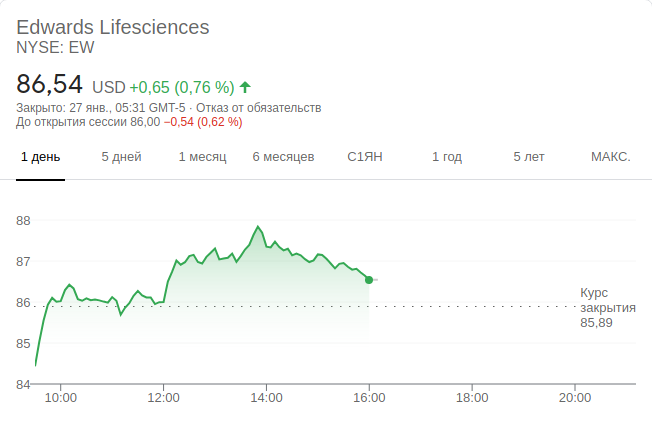 Edwards Lifesciences
NYSE: EW
86,54 USD +0,65 (0,76 %)
Закрыто: 27 янв., 05:31 GMT-5 · Отказ от обязательств
До открытия сессии 86,00 −0,54 (0,62 %)
1 день 5 дней 1 месяц 6 месяцев С1ЯН 1 год 5 лет МАКС.
88
87
86
85
84
Курс
закрытия
85,89
10:00 12:00 14:00 16:00 18:00 20:00